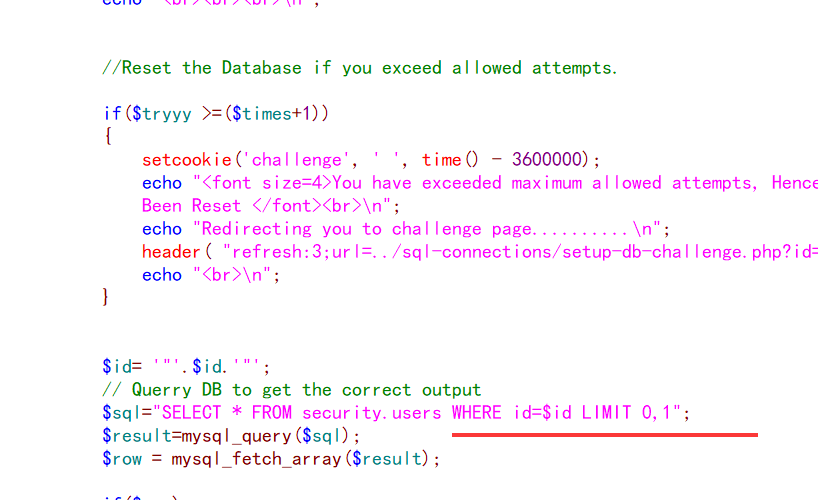 echo "<br><br><br>\n";
//Reset the Database if you exceed allowed attempts.
if($tryyy >=($times+1))
{
setcookie('challenge', ' ', time() - 3600000);
echo "<font size=4>You have exceeded maximum allowed attempts, Hence
Been Reset </font><br>\n";
echo "Redirecting you to challenge page..........\n";
header( "refresh:3;url=../sql-connections/setup-db-challenge.php?id=
echo "<br>\n";
}
$id= '"'.$id.'"';
// Querry DB to get the correct output
$sql="SELECT * FROM security.users WHERE id=$id LIMIT 0,1";
$result=mysql_query($sql);
$row = mysql_fetch_array($result);